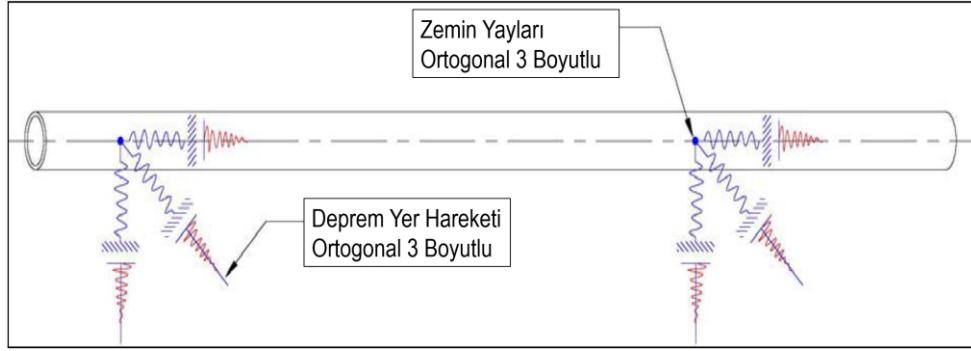 Zemin Yayları
Ortogonal 3 Boyutlu
Deprem Yer Hareketi
Ortogonal 3 Boyutlu